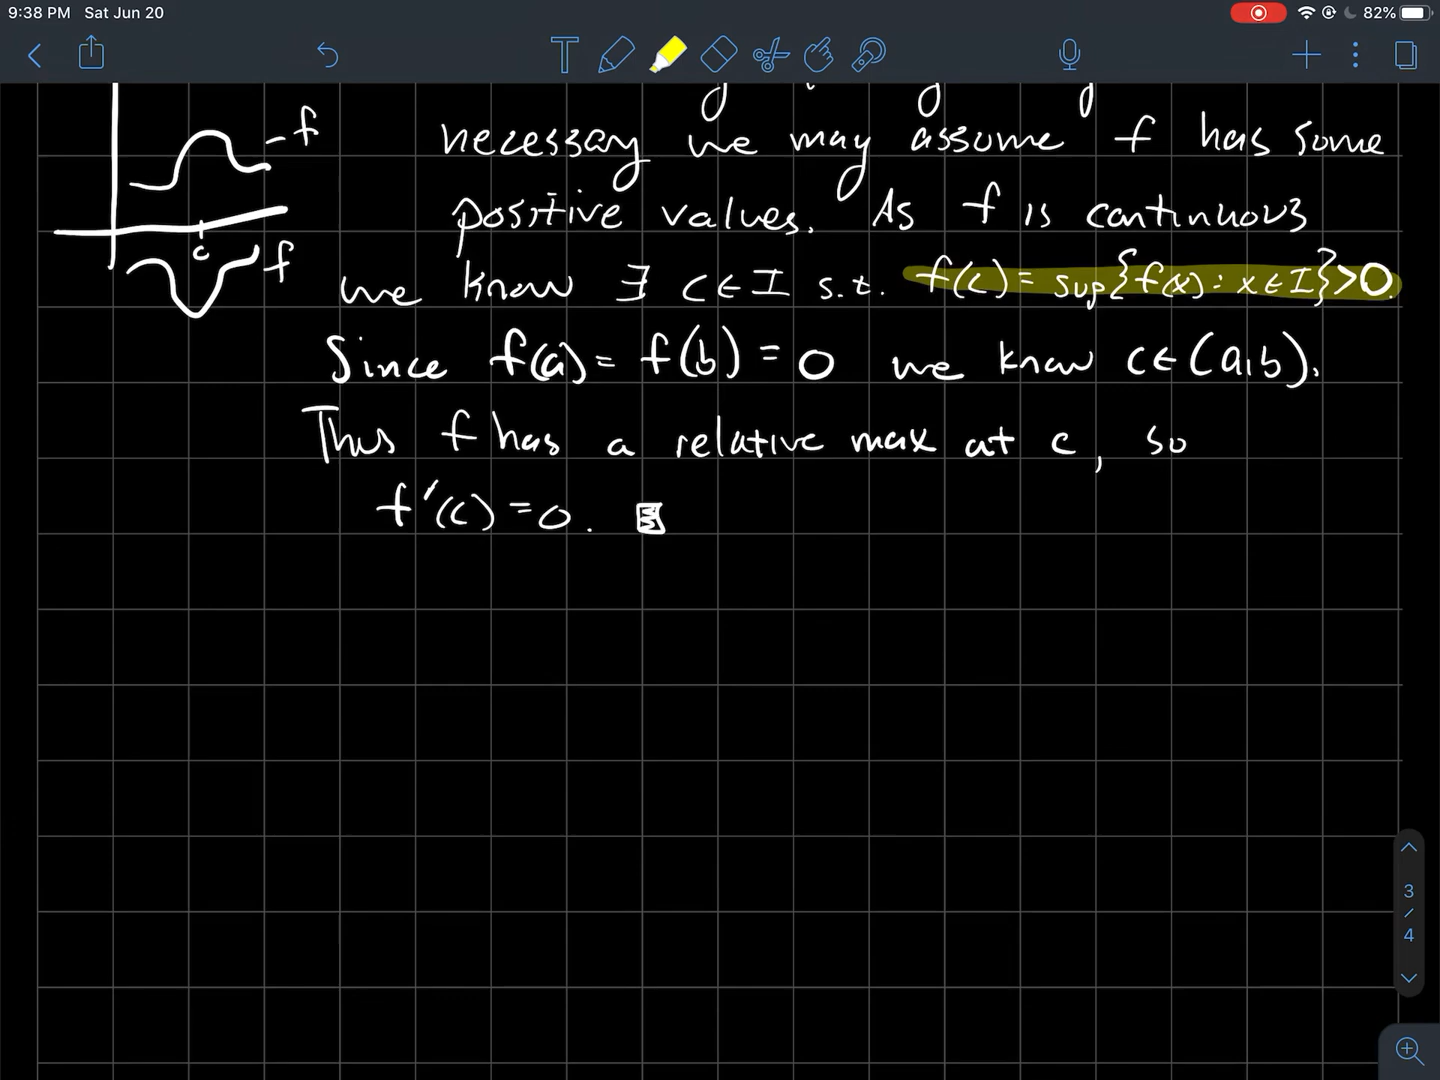 9:38 PM Sat Jun 20
82%
T
-f
necessary we may assume f has some
positive values. As f is continuous
c
f
we know ∃ c∈I s.t. f(c)= sup{f(x): x∈I}>0.
Since f(a)= f(b)=0 we know c∈(a,b).
Thus f has a relative max at c, so
f'(c)=0.
3
/
4